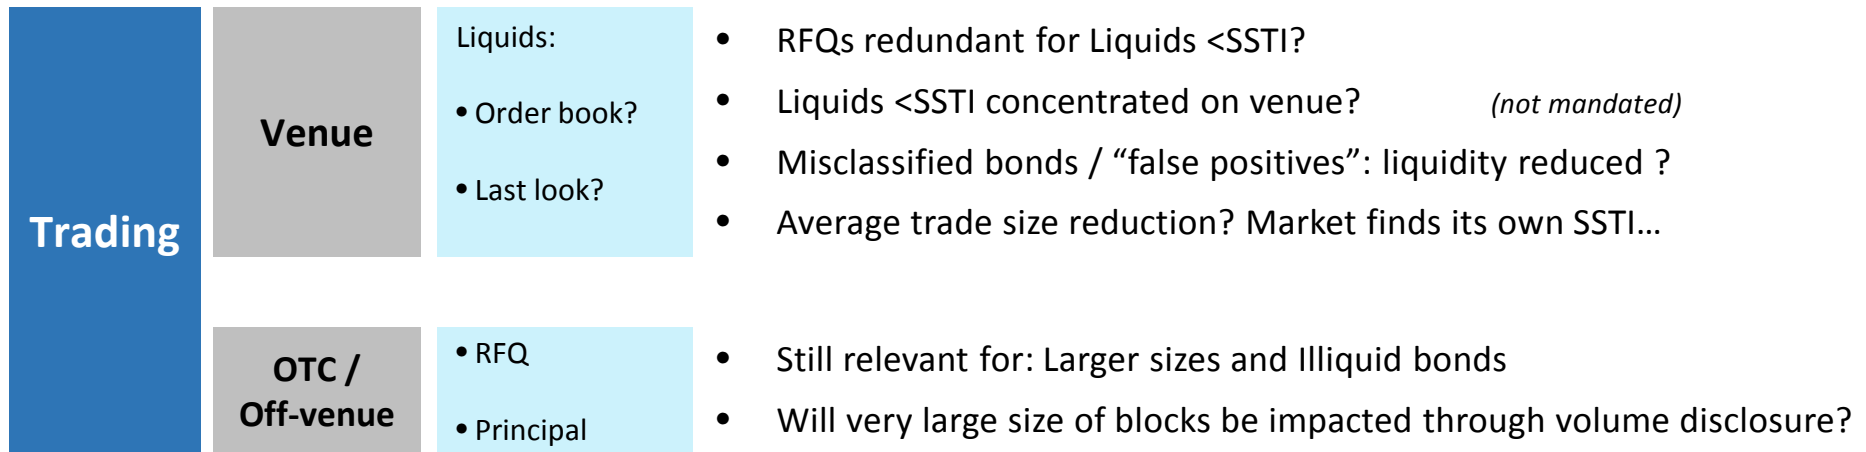 Trading
Venue
Liquids:
• Order book?
• Last look?
• RFQs redundant for Liquids <SSTI?
• Liquids <SSTI concentrated on venue? (not mandated)
• Misclassified bonds / “false positives”: liquidity reduced ?
• Average trade size reduction? Market finds its own SSTI…
OTC /
Off-venue
• RFQ
• Principal
• Still relevant for: Larger sizes and Illiquid bonds
• Will very large size of blocks be impacted through volume disclosure?